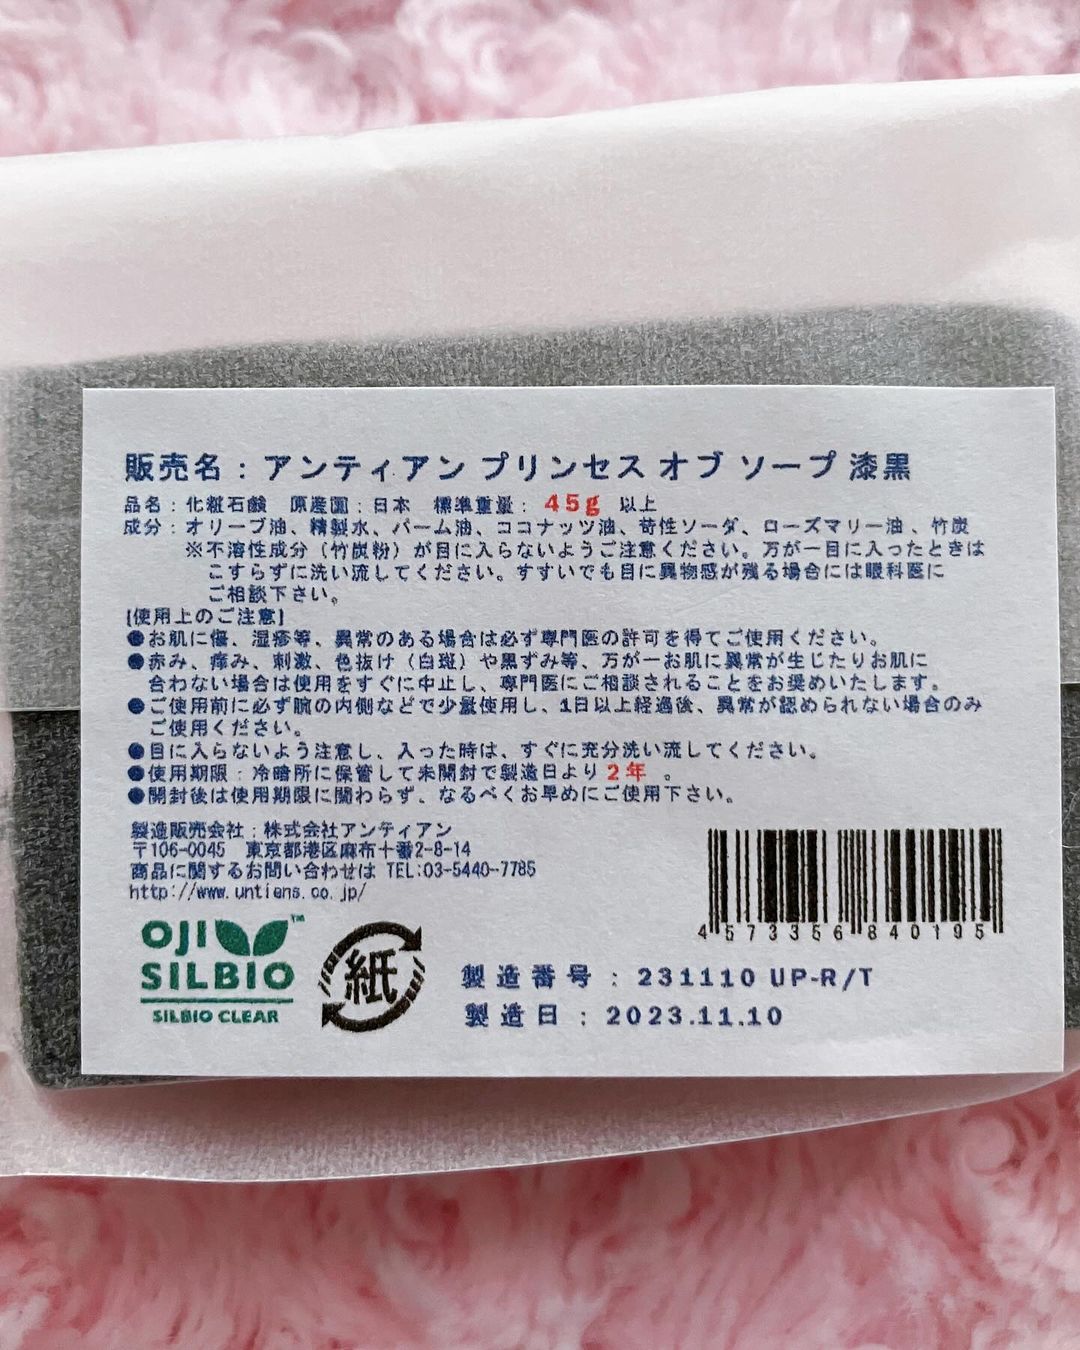 販売名：アンティアン プリンセス オブ ソープ 漆黒
品名：化粧石鹸　原産国：日本　標準重量：45g 以上
成分：オリーブ油、精製水、パーム油、ココナッツ油、苛性ソーダ、ローズマリー油、竹炭
※不溶性成分（竹炭粉）が目に入らないようご注意ください。万が一目に入ったときは
こすらずに洗い流してください。すすいでも目に異物感が残る場合には眼科医に
ご相談下さい。
[使用上のご注意]
●お肌に傷、湿疹等、異常のある場合は必ず専門医の許可を得てご使用ください。
●赤み、痒み、刺激、色抜け（白斑）や黒ずみ等、万が一お肌に異常が生じたりお肌に
合わない場合は使用をすぐに中止し、専門医にご相談されることをお奨めいたします。
●ご使用前に必ず腕の内側などで少量使用し、1日以上経過後、異常が認められない場合のみ
ご使用ください。
●目に入らないよう注意し、入った時は、すぐに充分洗い流してください。
●使用期限：冷暗所に保管して未開封で製造日より2年 。
●開封後は使用期限に関わらず、なるべくお早めにご使用下さい。
製造販売会社：株式会社アンティアン
〒106-0045　東京都港区麻布十番2-8-14
商品に関するお問い合わせは TEL:03-5440-7785
http://www.untiens.co.jp/
4573356840195
OJI ™
SILBIO
SILBIO CLEAR
紙
製造番号：231110 UP-R/T
製造日：2023.11.10